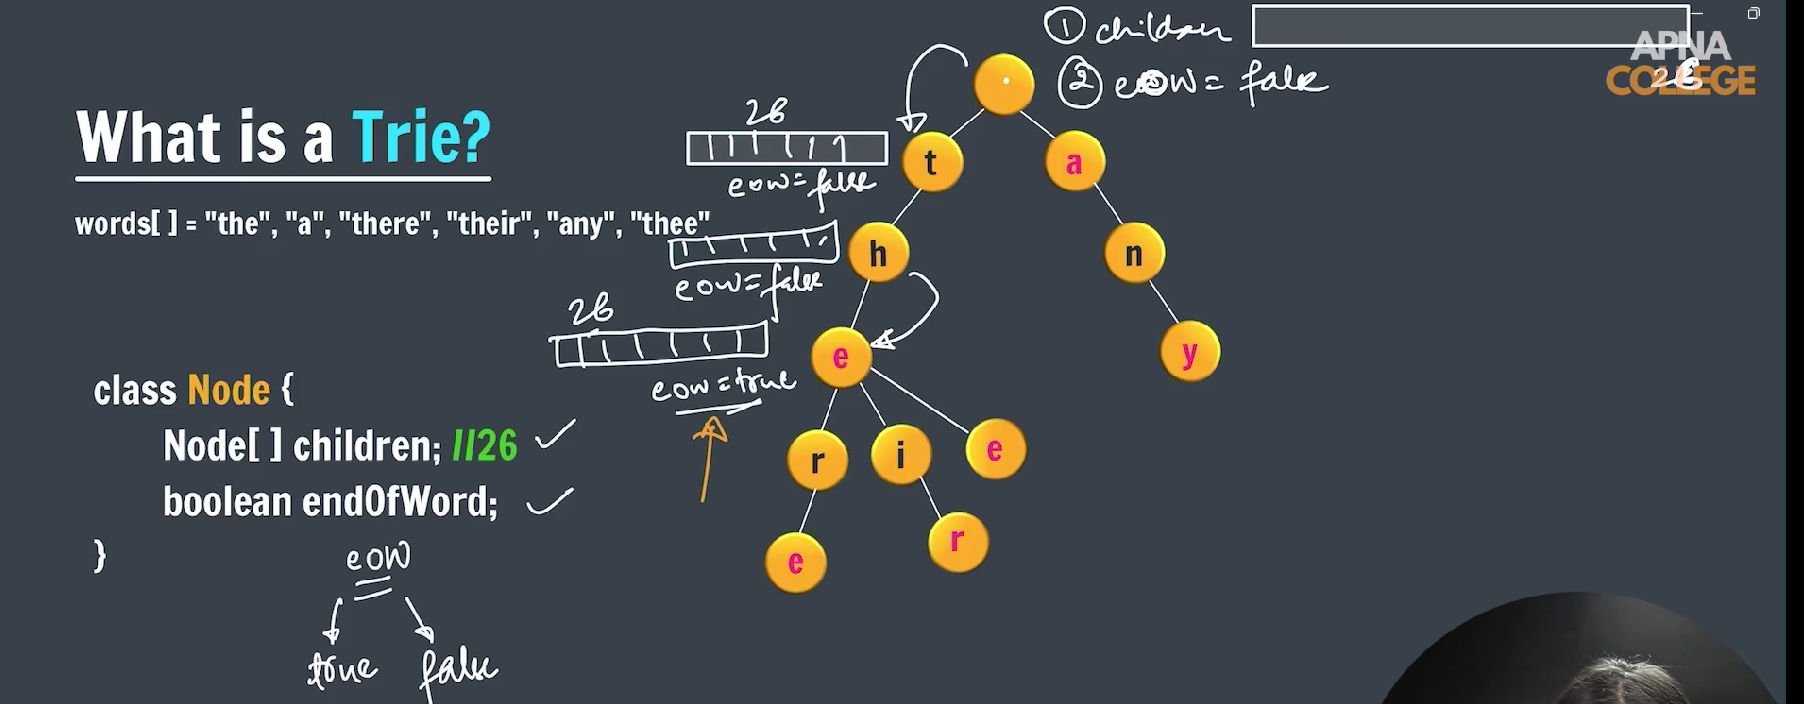 ① children
② eow = false
APNA
COLLEGE
26
What is a Trie?
words[ ] = "the", "a", "there", "their", "any", "thee"
26
eow = false
eow = false
26
eow = true
class Node {
Node[ ] children; //26
boolean endOfWord;
}
eow
true false
t a
h n
e y
r i e
e r